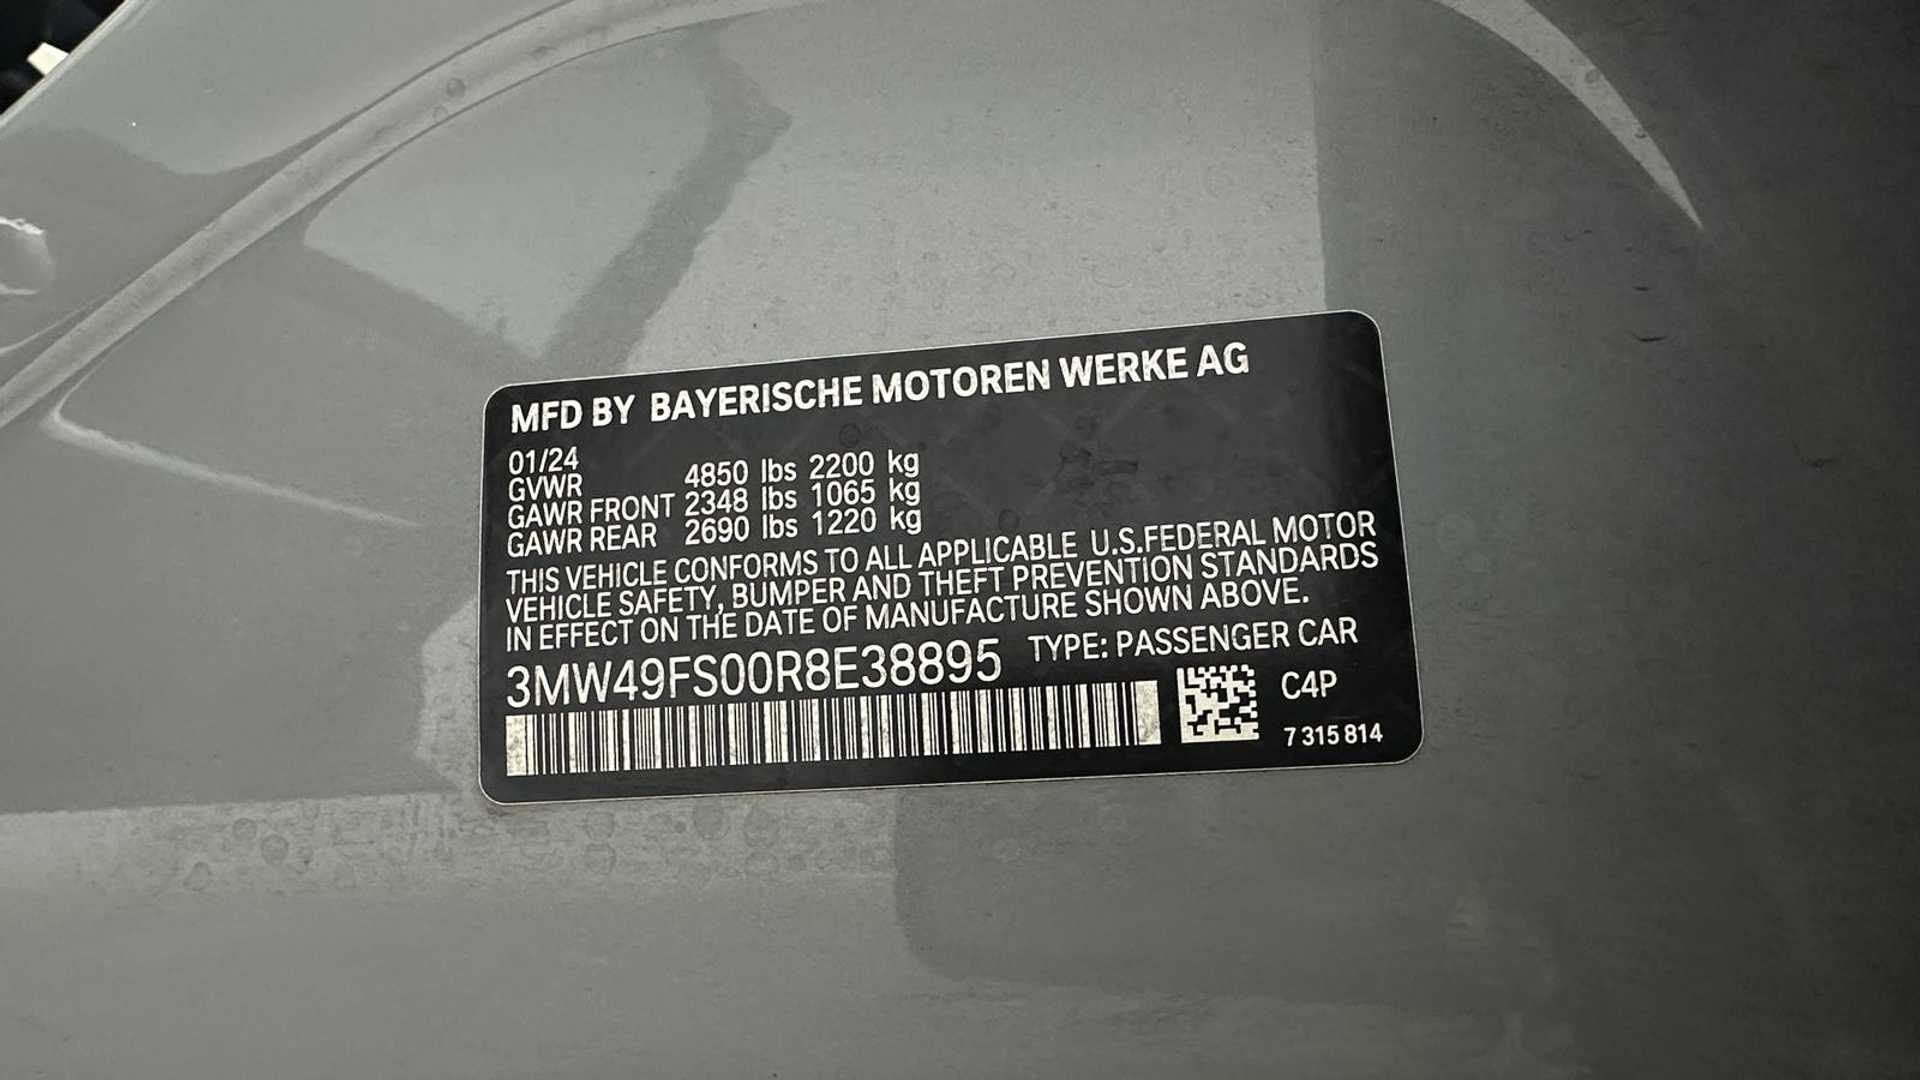 MFD BY BAYERISCHE MOTOREN WERKE AG
01/24
GVWR 4850 lbs 2200 kg
GAWR FRONT 2348 lbs 1065 kg
GAWR REAR 2690 lbs 1220 kg
THIS VEHICLE CONFORMS TO ALL APPLICABLE U.S.FEDERAL MOTOR
VEHICLE SAFETY, BUMPER AND THEFT PREVENTION STANDARDS
IN EFFECT ON THE DATE OF MANUFACTURE SHOWN ABOVE.
3MW49FS00R8E38895 TYPE: PASSENGER CAR
C4P
7 315 814